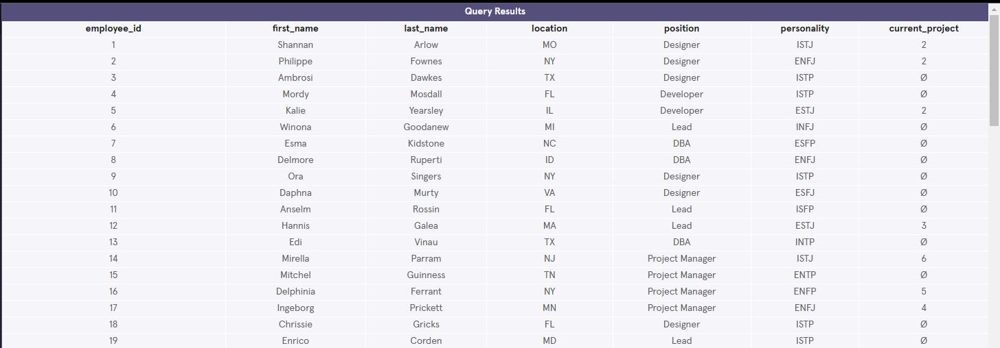 Query Results
employee_id first_name last_name location position personality current_project
1 Shannan Arlow MO Designer ISTJ 2
2 Philippe Fownes NY Designer ENFJ 2
3 Ambrosi Dawkes TX Designer ISTP Ø
4 Mordy Mosdall FL Developer ISTP Ø
5 Kalie Yearsley IL Developer ESTJ 2
6 Winona Goodanew MI Lead INFJ Ø
7 Esma Kidstone NC DBA ESFP Ø
8 Delmore Ruperti ID DBA ENFJ Ø
9 Ora Singers NY Designer ISTP Ø
10 Daphna Murty VA Designer ESFJ Ø
11 Anselm Rossin FL Lead ISFP Ø
12 Hannis Galea MA Lead ESTJ 3
13 Edi Vinau TX DBA INTP Ø
14 Mirella Parram NJ Project Manager ISTJ 6
15 Mitchel Guinness TN Project Manager ENTP Ø
16 Delphinia Ferrant NY Project Manager ENFP 5
17 Ingeborg Prickett MN Project Manager ENFJ 4
18 Chrissie Gricks FL Designer ISTP Ø
19 Enrico Corden MD Lead ISTP Ø